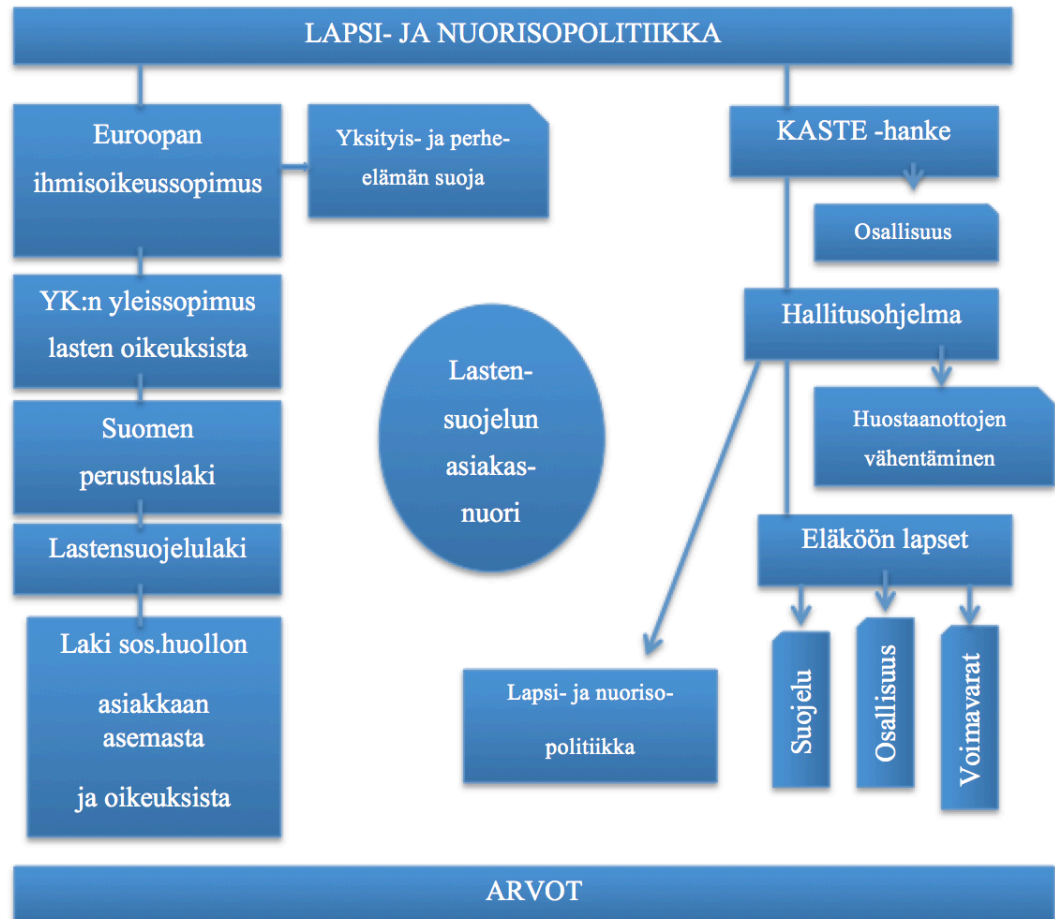 LAPSI- JA NUORISOPOLITIIKKA
Euroopan
ihmisoikeussopimus
Yksityis- ja perhe-
elämän suoja
KASTE -hanke
Osallisuus
YK:n yleissopimus
lasten oikeuksista
Hallitusohjelma
Lasten-
suojelun
asiakas-
nuori
Huostaanottojen
vähentäminen
Suomen
perustuslaki
Lastensuojelulaki
Eläköön lapset
Laki sos.huollon
asiakkaan
asemasta
ja oikeuksista
Lapsi- ja nuoriso-
politiikka
Suojelu
Osallisuus
Voimavarat
ARVOT